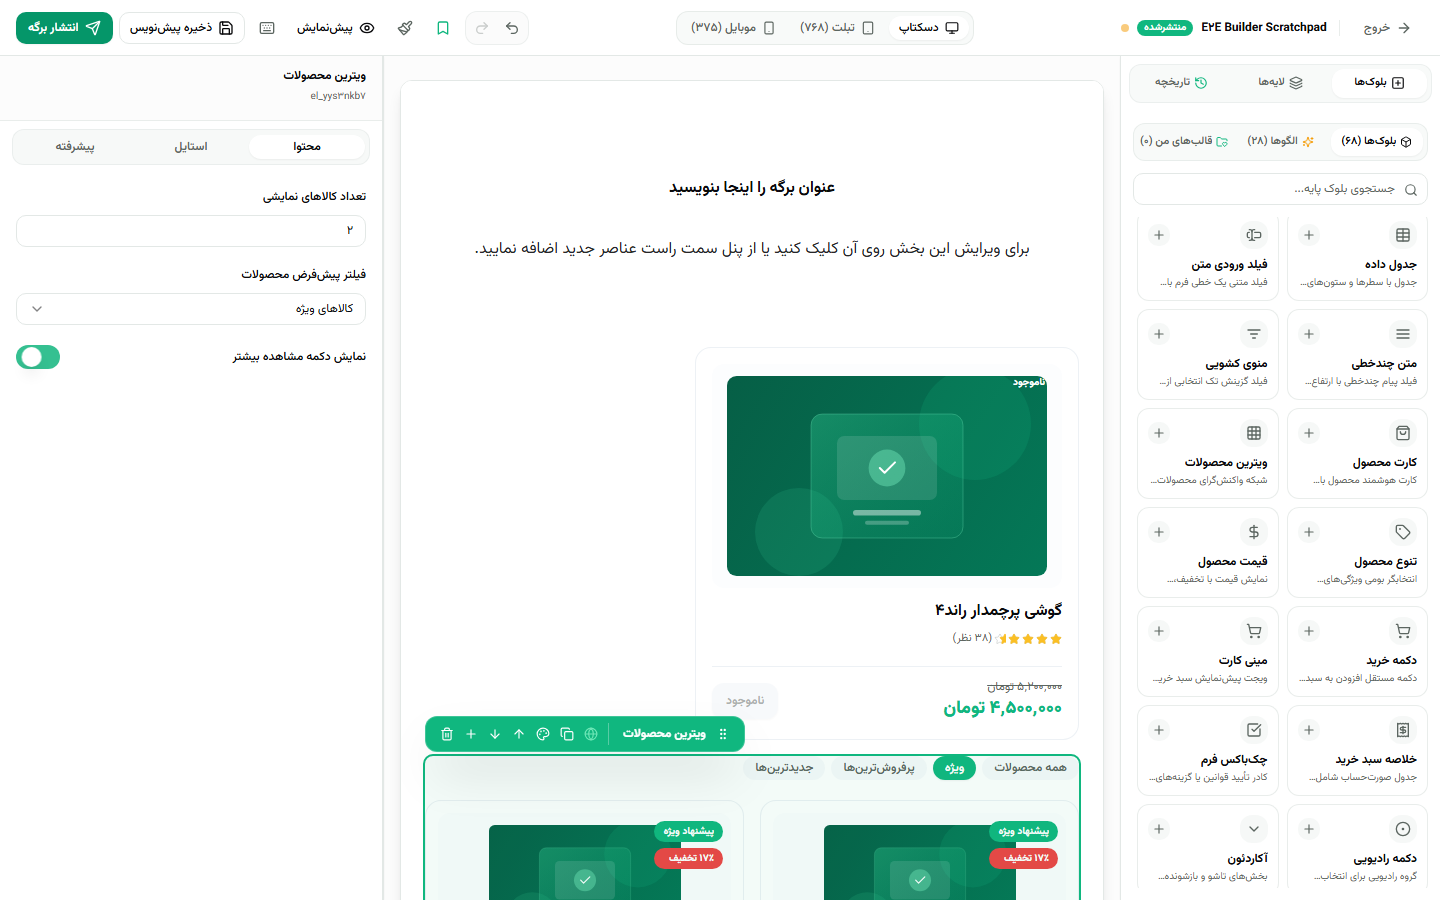 خروج
E۲E Builder Scratchpad
منتشرشده
دسکتاپ
تبلت (۷۶۸)
موبایل (۳۷۵)
پیش‌نمایش
ذخیره پیش‌نویس
انتشار برگه
بلوک‌ها
لایه‌ها
تاریخچه
بلوک‌ها (۶۸)
الگوها (۲۸)
قالب‌های من (۰)
جستجوی بلوک پایه...
جدول داده
جدول با سطرها و ستون‌های...
فیلد ورودی متن
فیلد متنی یک خطی فرم با...
متن چندخطی
فیلد پیام چندخطی با ارتفاع...
منوی کشویی
فیلد گزینش تک انتخابی از...
کارت محصول
کارت هوشمند محصول با...
ویترین محصولات
شبکه واکنش‌گرای محصولات...
تنوع محصول
انتخابگر بومی ویژگی‌های...
قیمت محصول
نمایش قیمت با تخفیف،...
دکمه خرید
دکمه مستقل افزودن به سبد...
مینی کارت
ویجت پیش‌نمایش سبد خرید...
خلاصه سبد خرید
جدول صورت‌حساب شامل...
چک‌باکس فرم
کادر تأیید قوانین یا گزینه‌های...
دکمه رادیویی
گروه رادیویی برای انتخاب...
آکاردئون
بخش‌های تاشو و بازشونده...
عنوان برگه را اینجا بنویسید
برای ویرایش این بخش روی آن کلیک کنید یا از پنل سمت راست عناصر جدید اضافه نمایید.
ناموجود
گوشی پرچمدار راند۴
(۳۸ نظر)
۵,۲۰۰,۰۰۰ تومان
۴,۵۰۰,۰۰۰ تومان
ناموجود
ویترین محصولات
همه محصولات
ویژه
پرفروش‌ترین‌ها
جدیدترین‌ها
پیشنهاد ویژه
۱۷٪ تخفیف
پیشنهاد ویژه
۱۷٪ تخفیف
ویترین محصولات
el_yys۳nkb۷
محتوا
استایل
پیشرفته
تعداد کالاهای نمایشی
۲
فیلتر پیش‌فرض محصولات
کالاهای ویژه
نمایش دکمه مشاهده بیشتر